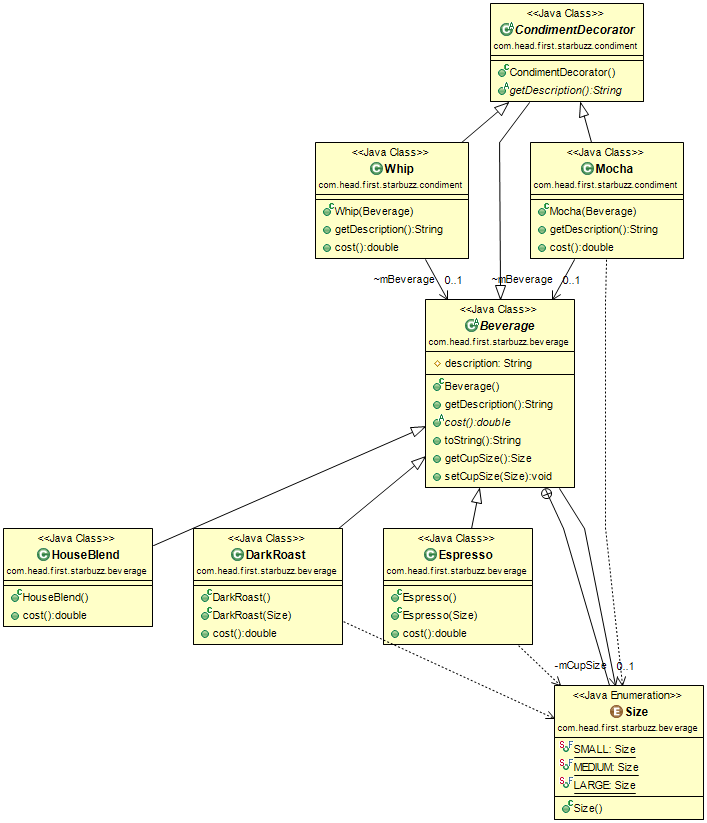 <<Java Class>>
CondimentDecorator
com.head.first.starbuzz.condiment
CondimentDecorator()
getDescription():String
<<Java Class>>
Whip
com.head.first.starbuzz.condiment
Whip(Beverage)
getDescription():String
cost():double
<<Java Class>>
Mocha
com.head.first.starbuzz.condiment
Mocha(Beverage)
getDescription():String
cost():double
~mBeverage 0..1
~mBeverage 0..1
<<Java Class>>
Beverage
com.head.first.starbuzz.beverage
description: String
Beverage()
getDescription():String
cost():double
toString():String
getCupSize():Size
setCupSize(Size):void
<<Java Class>>
HouseBlend
com.head.first.starbuzz.beverage
HouseBlend()
cost():double
<<Java Class>>
DarkRoast
com.head.first.starbuzz.beverage
DarkRoast()
DarkRoast(Size)
cost():double
<<Java Class>>
Espresso
com.head.first.starbuzz.beverage
Espresso()
Espresso(Size)
cost():double
-mCupSize 0..1
<<Java Enumeration>>
Size
com.head.first.starbuzz.beverage
SMALL: Size
MEDIUM: Size
LARGE: Size
Size()